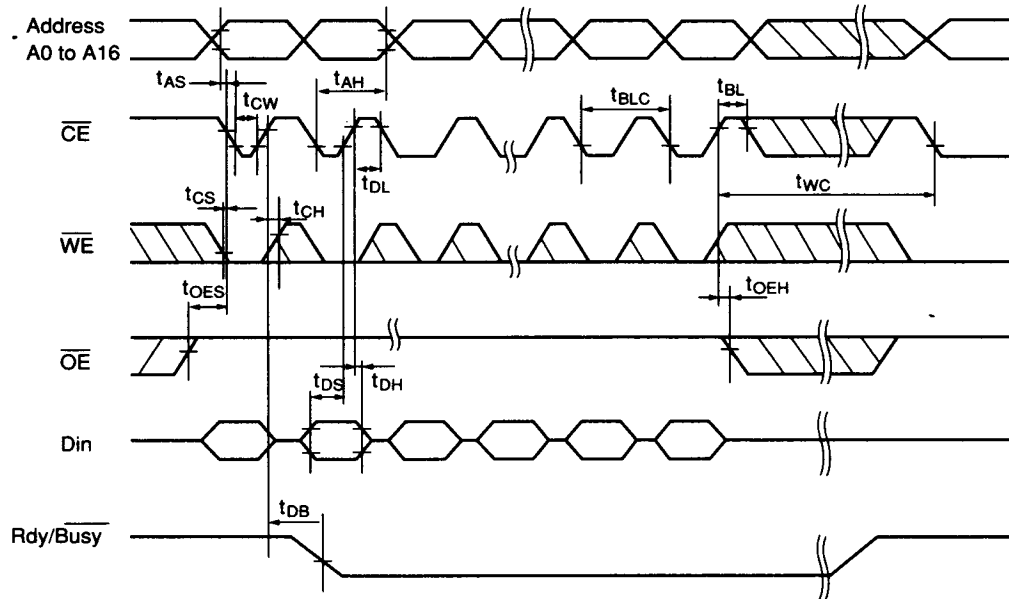 Address
A0 to A16
tAS
tAH
tCW
tBLC
tBL
CE
tDL
tWC
tCS
tCH
WE
tOES
tOEH
OE
tDS
tDH
Din
tDB
Rdy/Busy